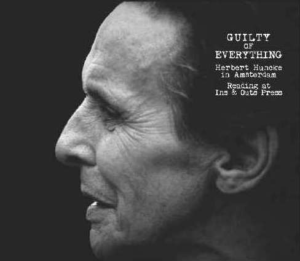 GUILTY
OF
EVERYTHING
Herbert Huncke
in Amsterdam
Reading at
Ins & Outs Press